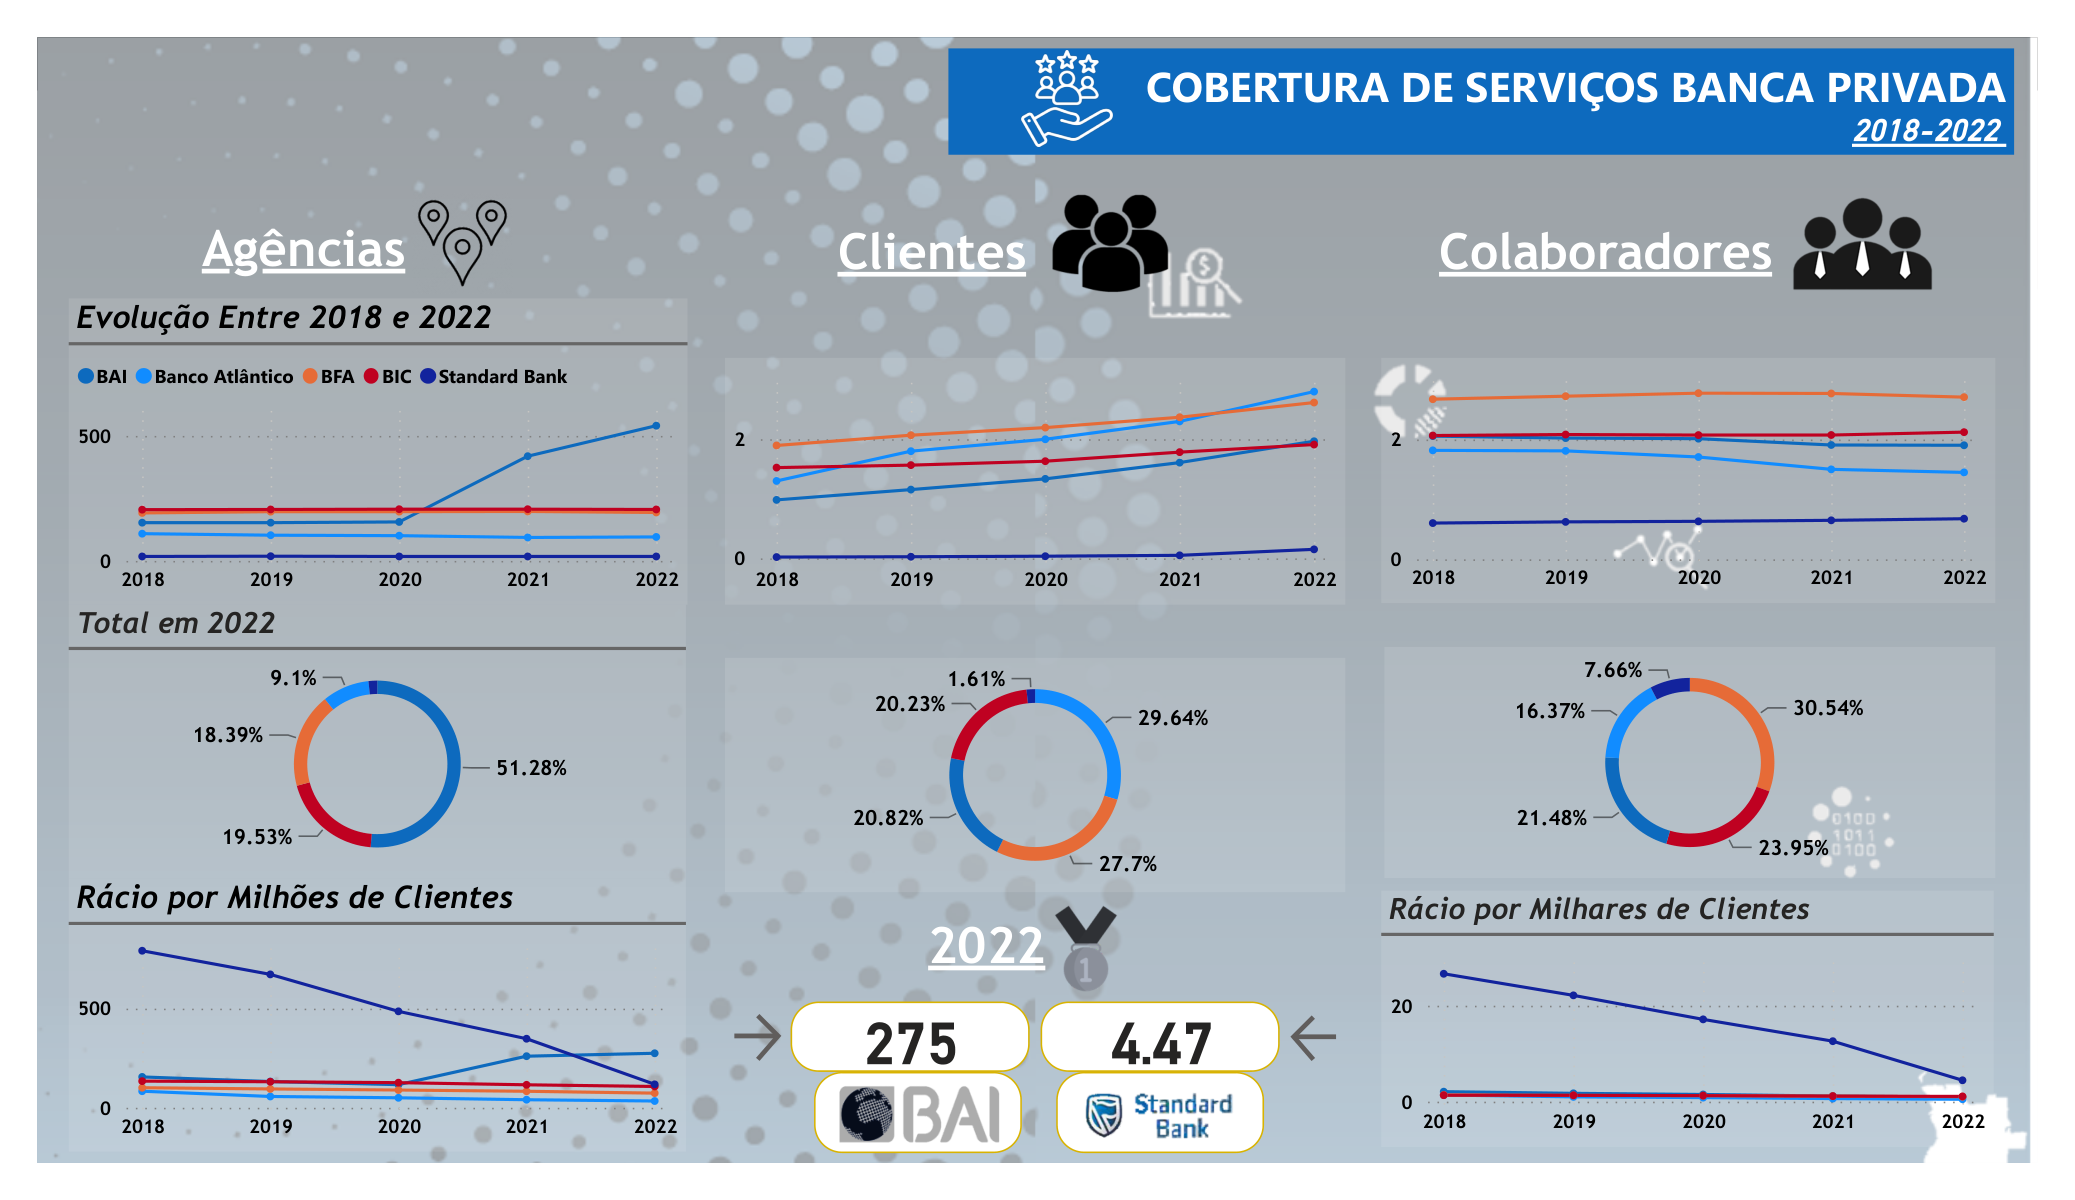 COBERTURA DE SERVIÇOS BANCA PRIVADA
2018-2022
Agências
Clientes
Colaboradores
Evolução Entre 2018 e 2022
BAI Banco Atlântico BFA BIC Standard Bank
500
0
2018 2019 2020 2021 2022
2
0
2018 2019 2020 2021 2022
2
0
2018 2019 2020 2021 2022
Total em 2022
9.1%
18.39%
51.28%
19.53%
1.61%
20.23%
29.64%
20.82%
27.7%
7.66%
16.37%
30.54%
21.48%
23.95%
0100
1011
0100
Rácio por Milhões de Clientes
500
0
2018 2019 2020 2021 2022
2022
1
275
4.47
BAI
Standard
Bank
Rácio por Milhares de Clientes
20
0
2018 2019 2020 2021 2022